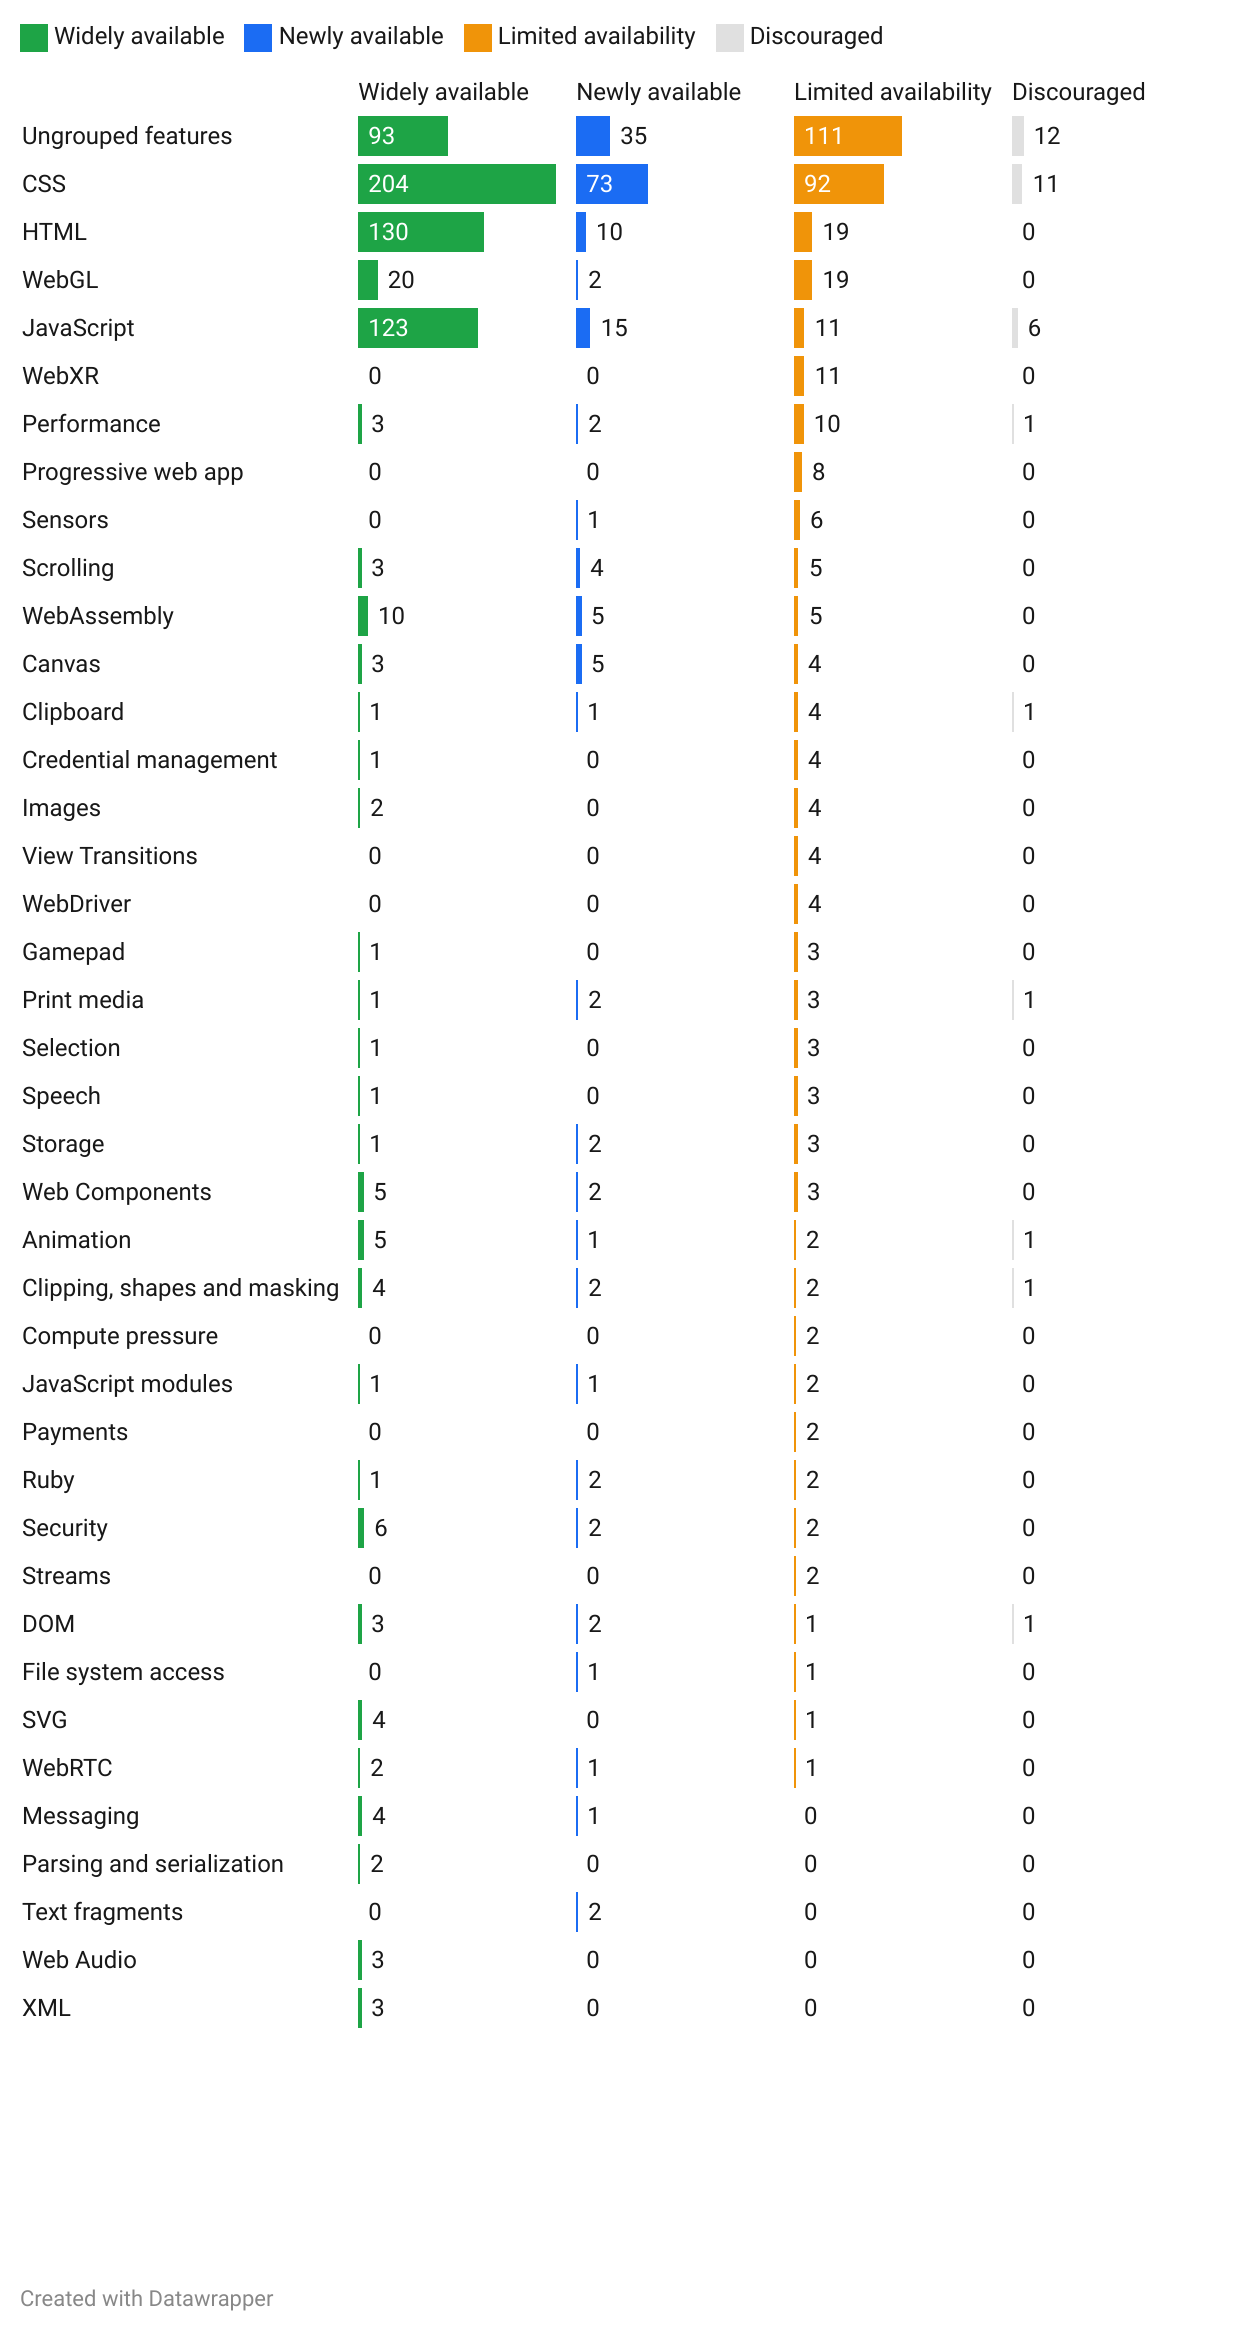 Widely available Newly available Limited availability Discouraged
Widely available Newly available Limited availability Discouraged
Ungrouped features 93 35 111 12
CSS 204 73 92 11
HTML 130 10 19 0
WebGL 20 2 19 0
JavaScript 123 15 11 6
WebXR 0 0 11 0
Performance 3 2 10 1
Progressive web app 0 0 8 0
Sensors 0 1 6 0
Scrolling 3 4 5 0
WebAssembly 10 5 5 0
Canvas 3 5 4 0
Clipboard 1 1 4 1
Credential management 1 0 4 0
Images 2 0 4 0
View Transitions 0 0 4 0
WebDriver 0 0 4 0
Gamepad 1 0 3 0
Print media 1 2 3 1
Selection 1 0 3 0
Speech 1 0 3 0
Storage 1 2 3 0
Web Components 5 2 3 0
Animation 5 1 2 1
Clipping, shapes and masking 4 2 2 1
Compute pressure 0 0 2 0
JavaScript modules 1 1 2 0
Payments 0 0 2 0
Ruby 1 2 2 0
Security 6 2 2 0
Streams 0 0 2 0
DOM 3 2 1 1
File system access 0 1 1 0
SVG 4 0 1 0
WebRTC 2 1 1 0
Messaging 4 1 0 0
Parsing and serialization 2 0 0 0
Text fragments 0 2 0 0
Web Audio 3 0 0 0
XML 3 0 0 0
Created with Datawrapper